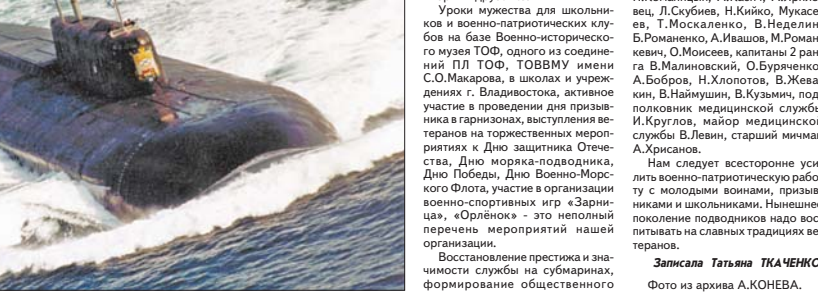 Уроки мужества для школьни-
ков и военно-патриотических клу-
бов на базе Военно-историческо-
го музея ТОФ, одного из соедине-
ний ПЛ ТОФ, ТОВВМУ имени
С.О.Макарова, в школах и учреж-
дениях г. Владивостока, активное
участие в проведении дня призыв-
ника в гарнизонах, выступления ве-
теранов на торжественных мероп-
риятиях к Дню защитника Отече-
ства, Дню моряка-подводника,
Дню Победы, Дню Военно-Морс-
кого Флота, участие в организации
военно-спортивных игр «Зарни-
ца», «Орлёнок» - это неполный
перечень мероприятий нашей
организации.
Восстановление престижа и зна-
чимости службы на субмаринах,
формирование общественного
вец, Л.Скубиев, Н.Кийко, Мукасе-
ев, Т.Москаленко, В.Неделин,
Б.Романенко, А.Ивашов, М.Роман-
кевич, О.Моисеев, капитаны 2 ран-
га В.Малиновский, О.Буряченко,
А.Бобров, Н.Хлопотов, В.Жева-
кин, В.Наймушин, В.Кузьмич, под-
полковник медицинской службы
И.Круглов, майор медицинской
службы В.Левин, старший мичман
А.Хрисанов.
Нам следует всесторонне уси-
лить военно-патриотическую рабо-
ту с молодыми воинами, призыв-
никами и школьниками. Нынешнее
поколение подводников надо вос-
питывать на славных традициях ве-
теранов.
Записала Татьяна ТКАЧЕНКО
Фото из архива А.КОНЕВА.